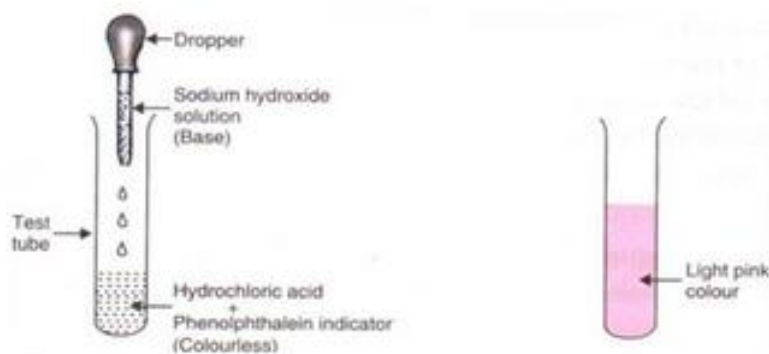 Dropper
Sodium hydroxide
solution
(Base)
Test
tube
Hydrochloric acid
+
Phenolphthalein indicator
(Colourless)
Light pink
colour